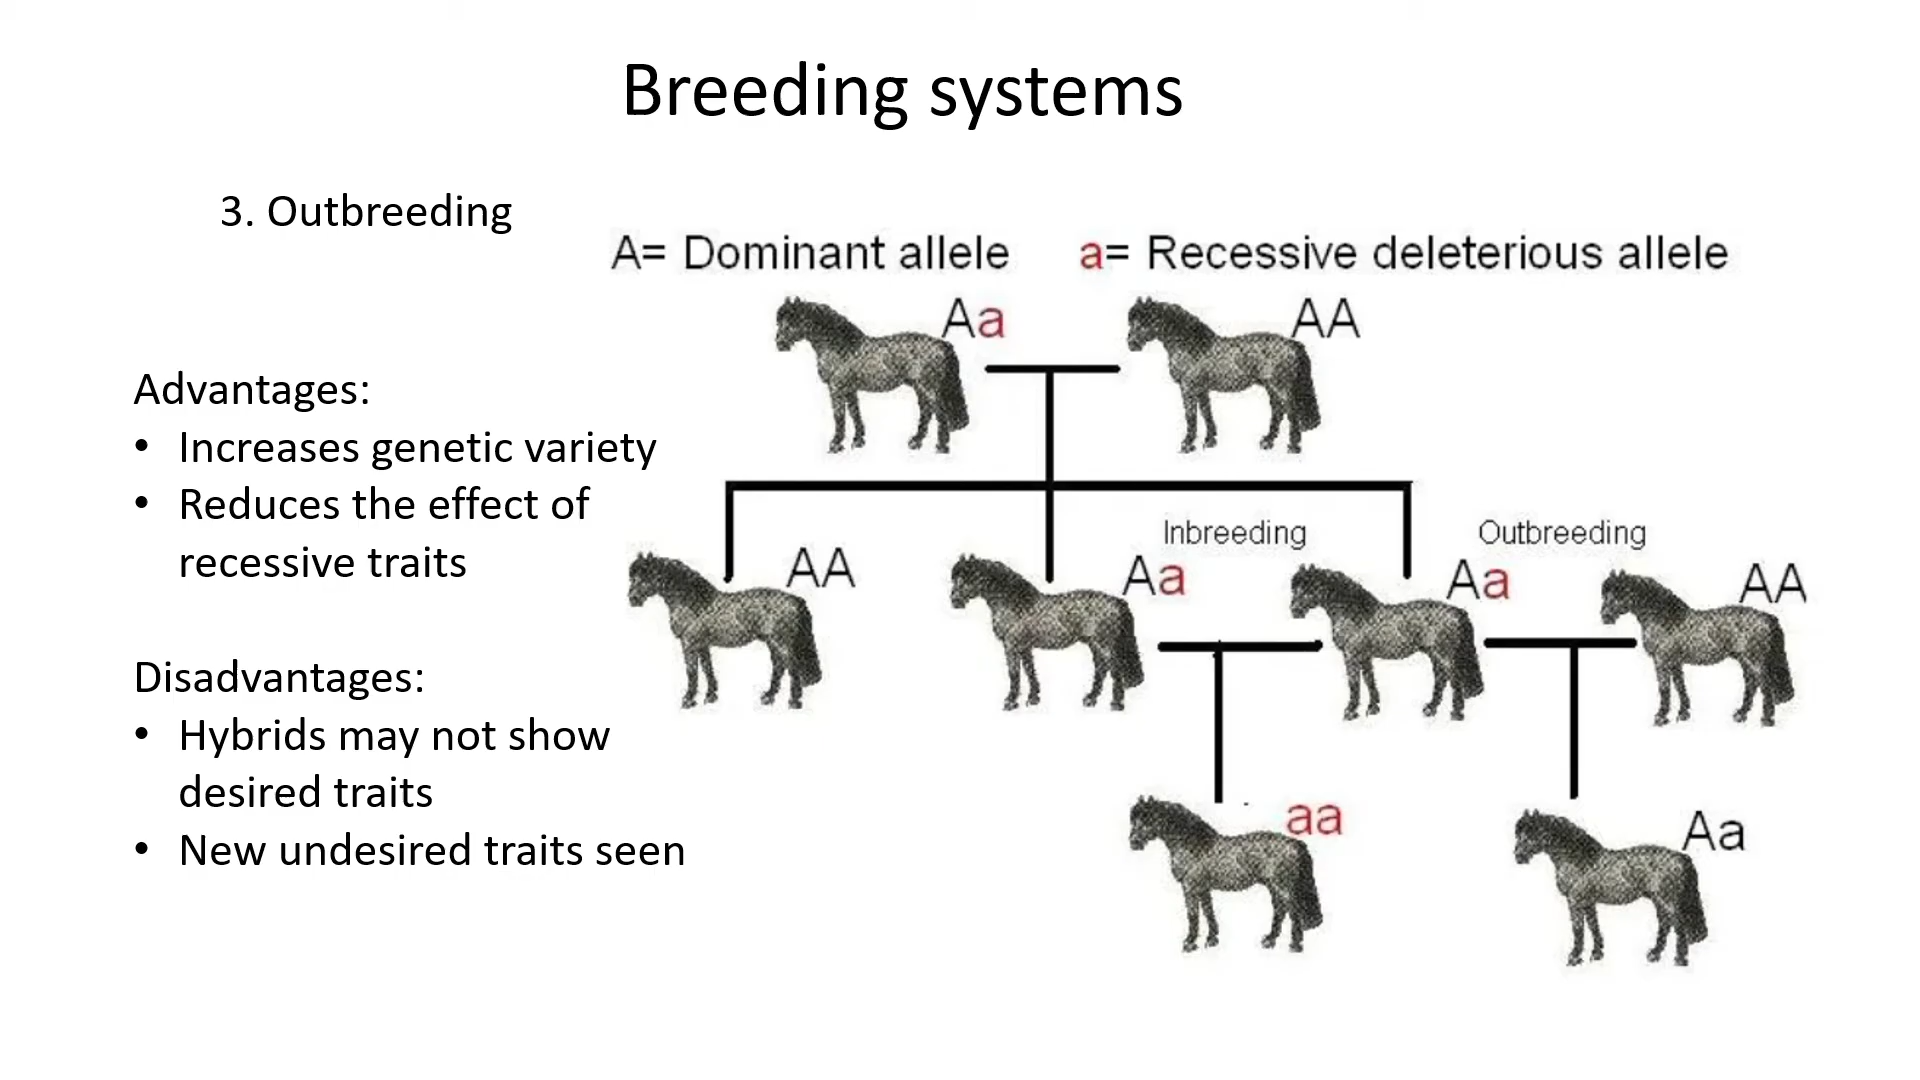 Breeding systems
3. Outbreeding
A= Dominant allele a= Recessive deleterious allele
Aa
AA
Advantages:
• Increases genetic variety
• Reduces the effect of
recessive traits
Disadvantages:
• Hybrids may not show
desired traits
• New undesired traits seen
Inbreeding
Outbreeding
AA
Aa
Aa
AA
aa
Aa